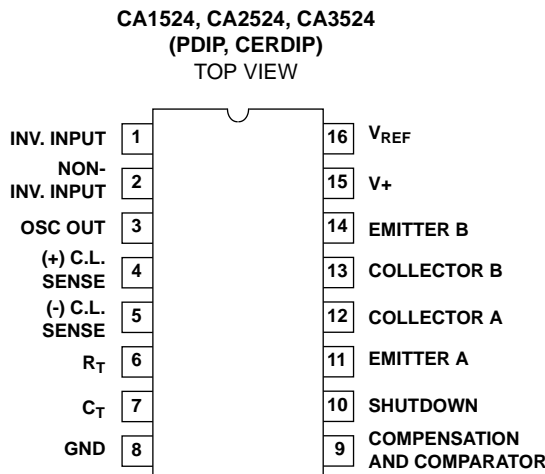 CA1524, CA2524, CA3524
(PDIP, CERDIP)
TOP VIEW
INV. INPUT 1
NON-
INV. INPUT 2
OSC OUT 3
(+) C.L.
SENSE 4
(-) C.L.
SENSE 5
RT 6
CT 7
GND 8
16 VREF
15 V+
14 EMITTER B
13 COLLECTOR B
12 COLLECTOR A
11 EMITTER A
10 SHUTDOWN
9 COMPENSATION
AND COMPARATOR